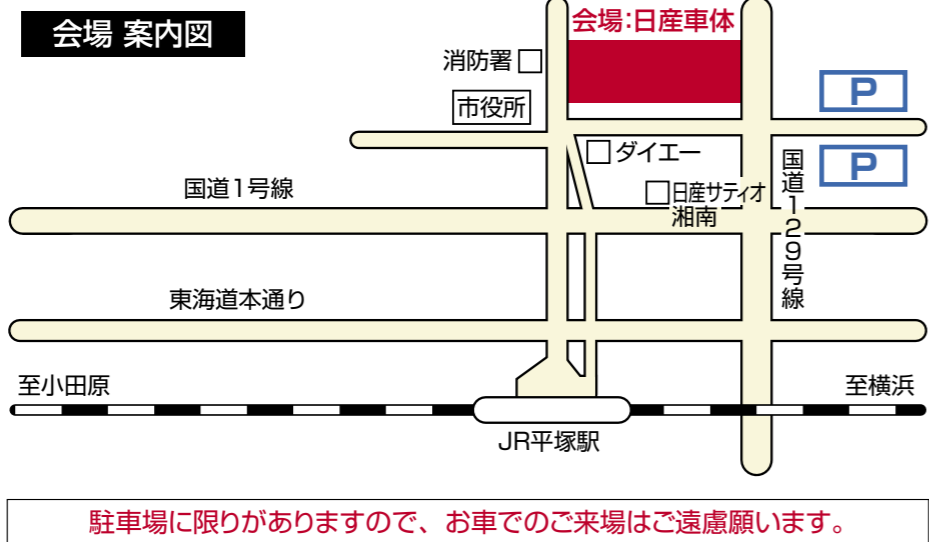 会場 案内図
会場:日産車体
消防署
市役所
P
ダイエー
P
国道1号線
日産サティオ
湘南
国道129号線
東海道本通り
至小田原
至横浜
JR平塚駅
駐車場に限りがありますので、お車でのご来場はご遠慮願います。